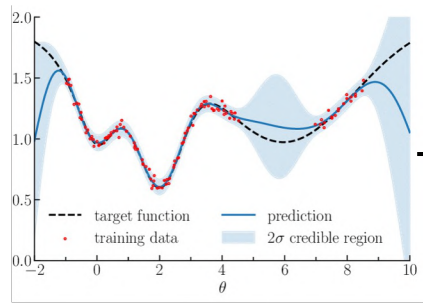 2.0
1.5
1.0
0.5
0.0
target function prediction
training data 2σ credible region
−2 0 2 4 6 8 10
θ